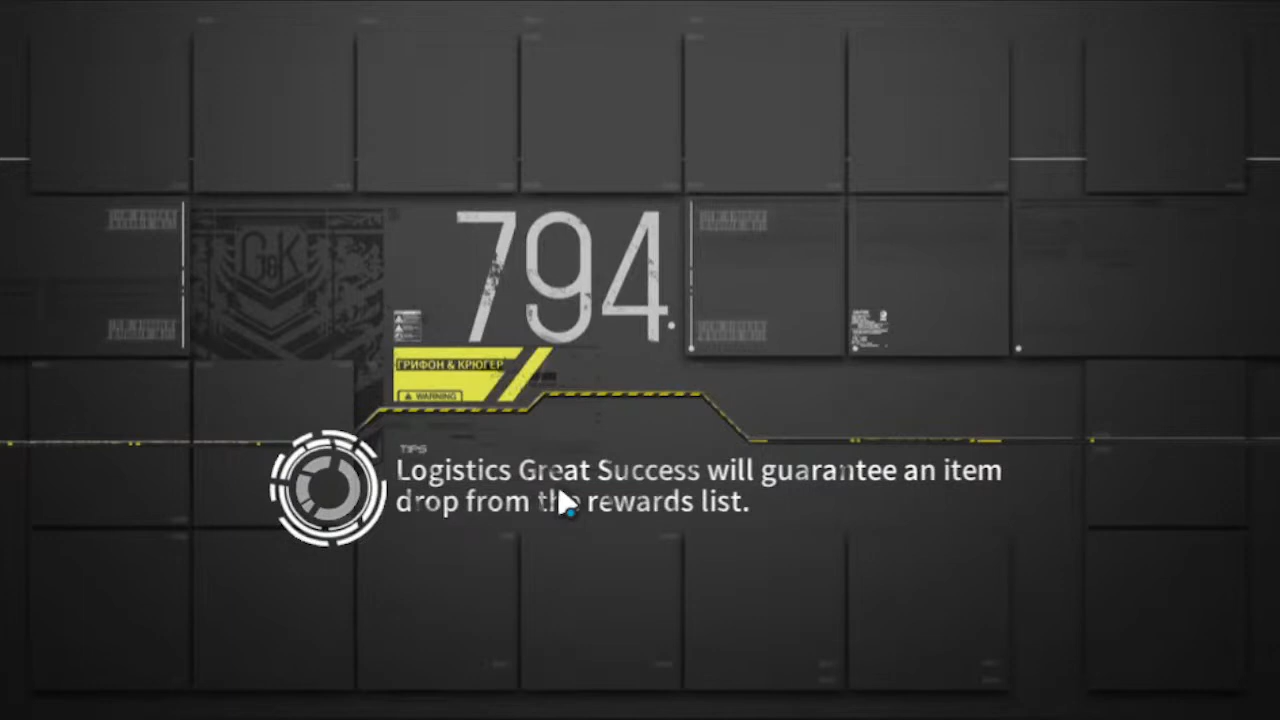 G&K
794.
ГРИФОН & КРЮГЕР
WARNING
TIPS
Logistics Great Success will guarantee an item
drop from the rewards list.